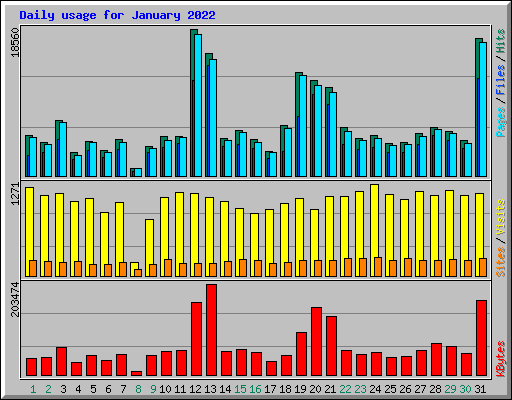 Daily usage for January 2022
18560
Pages/Files/Hits
1271
Sites/Visits
203474
KBytes
1 2 3 4 5 6 7 8 9 10 11 12 13 14 15 16 17 18 19 20 21 22 23 24 25 26 27 28 29 30 31